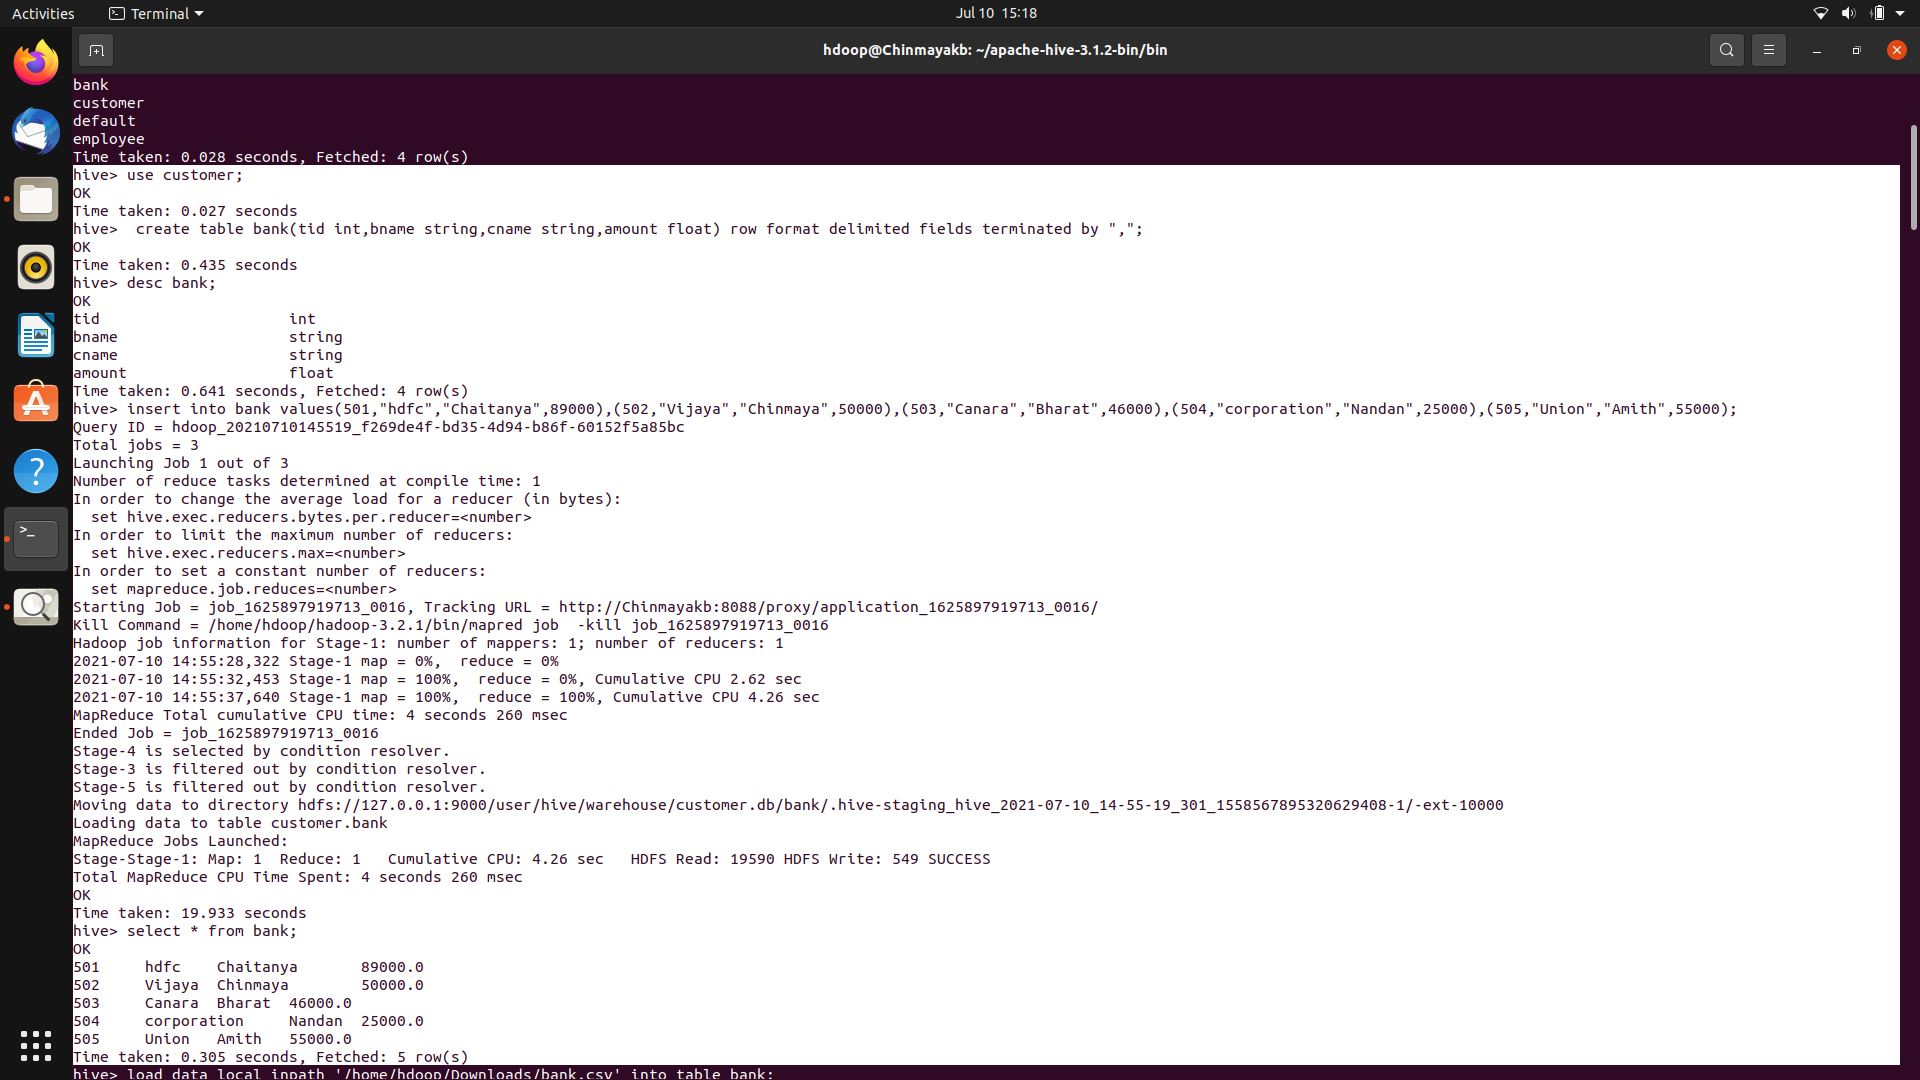 Activities
Terminal
Jul 10 15:18
hdoop@Chinmayakb: ~/apache-hive-3.1.2-bin/bin
bank
customer
default
employee
Time taken: 0.028 seconds, Fetched: 4 row(s)
hive> use customer;
OK
Time taken: 0.027 seconds
hive>  create table bank(tid int,bname string,cname string,amount float) row format delimited fields terminated by ",";
OK
Time taken: 0.435 seconds
hive> desc bank;
OK
tid                     int
bname                   string
cname                   string
amount                  float
Time taken: 0.641 seconds, Fetched: 4 row(s)
hive> insert into bank values(501,"hdfc","Chaitanya",89000),(502,"Vijaya","Chinmaya",50000),(503,"Canara","Bharat",46000),(504,"corporation","Nandan",25000),(505,"Union","Amith",55000);
Query ID = hdoop_20210710145519_f269de4f-bd35-4d94-b86f-60152f5a85bc
Total jobs = 3
Launching Job 1 out of 3
Number of reduce tasks determined at compile time: 1
In order to change the average load for a reducer (in bytes):
  set hive.exec.reducers.bytes.per.reducer=<number>
In order to limit the maximum number of reducers:
  set hive.exec.reducers.max=<number>
In order to set a constant number of reducers:
  set mapreduce.job.reduces=<number>
Starting Job = job_1625897919713_0016, Tracking URL = http://Chinmayakb:8088/proxy/application_1625897919713_0016/
Kill Command = /home/hdoop/hadoop-3.2.1/bin/mapred job  -kill job_1625897919713_0016
Hadoop job information for Stage-1: number of mappers: 1; number of reducers: 1
2021-07-10 14:55:28,322 Stage-1 map = 0%,  reduce = 0%
2021-07-10 14:55:32,453 Stage-1 map = 100%,  reduce = 0%, Cumulative CPU 2.62 sec
2021-07-10 14:55:37,640 Stage-1 map = 100%,  reduce = 100%, Cumulative CPU 4.26 sec
MapReduce Total cumulative CPU time: 4 seconds 260 msec
Ended Job = job_1625897919713_0016
Stage-4 is selected by condition resolver.
Stage-3 is filtered out by condition resolver.
Stage-5 is filtered out by condition resolver.
Moving data to directory hdfs://127.0.0.1:9000/user/hive/warehouse/customer.db/bank/.hive-staging_hive_2021-07-10_14-55-19_301_1558567895320629408-1/-ext-10000
Loading data to table customer.bank
MapReduce Jobs Launched:
Stage-Stage-1: Map: 1  Reduce: 1   Cumulative CPU: 4.26 sec   HDFS Read: 19590 HDFS Write: 549 SUCCESS
Total MapReduce CPU Time Spent: 4 seconds 260 msec
OK
Time taken: 19.933 seconds
hive> select * from bank;
OK
501     hdfc    Chaitanya       89000.0
502     Vijaya  Chinmaya        50000.0
503     Canara  Bharat  46000.0
504     corporation     Nandan  25000.0
505     Union   Amith   55000.0
Time taken: 0.305 seconds, Fetched: 5 row(s)
hive> load data local inpath '/home/hdoop/Downloads/bank.csv' into table bank;